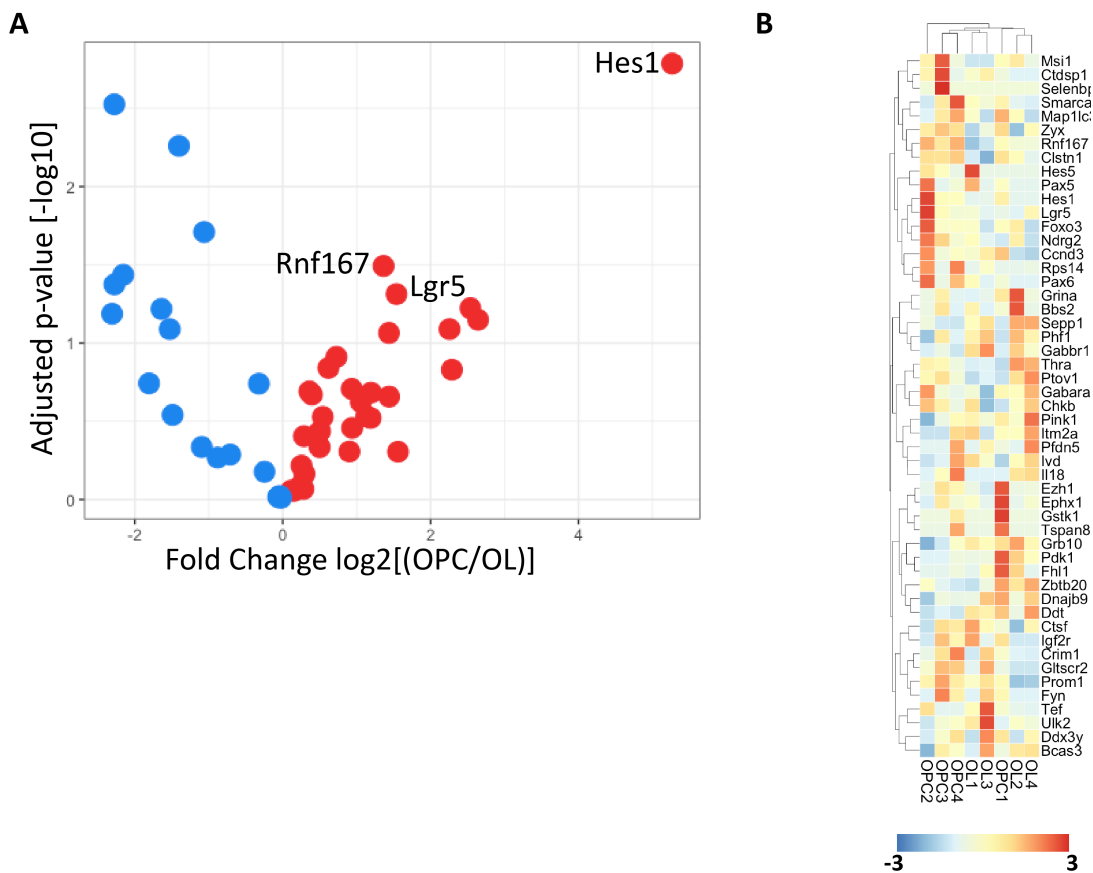 A
B
Hes1
Rnf167
Lgr5
2
1
0
-2
0
2
4
Adjusted p-value [-log10]
Fold Change log2[(OPC/OL)]
Msi1
Ctdsp1
Selenbp
Smarca
Map1lc
Zyx
Rnf167
Clstn1
Hes5
Pax5
Hes1
Lgr5
Foxo3
Ndrg2
Ccnd3
Rps14
Pax6
Grina
Bbs2
Sepp1
Phf1
Gabbr1
Thra
Ptov1
Gabara
Chkb
Pink1
Itm2a
Pfdn5
Ivd
Il18
Ezh1
Ephx1
Gstk1
Tspan8
Grb10
Pdk1
Fhl1
Zbtb20
Dnajb9
Ddt
Ctsf
Igf2r
Crim1
Gltscr2
Prom1
Fyn
Tef
Ulk2
Ddx3y
Bcas3
OPC2
OPC3
OPC4
OL1
OL3
OPC1
OL2
OL4
-3
3